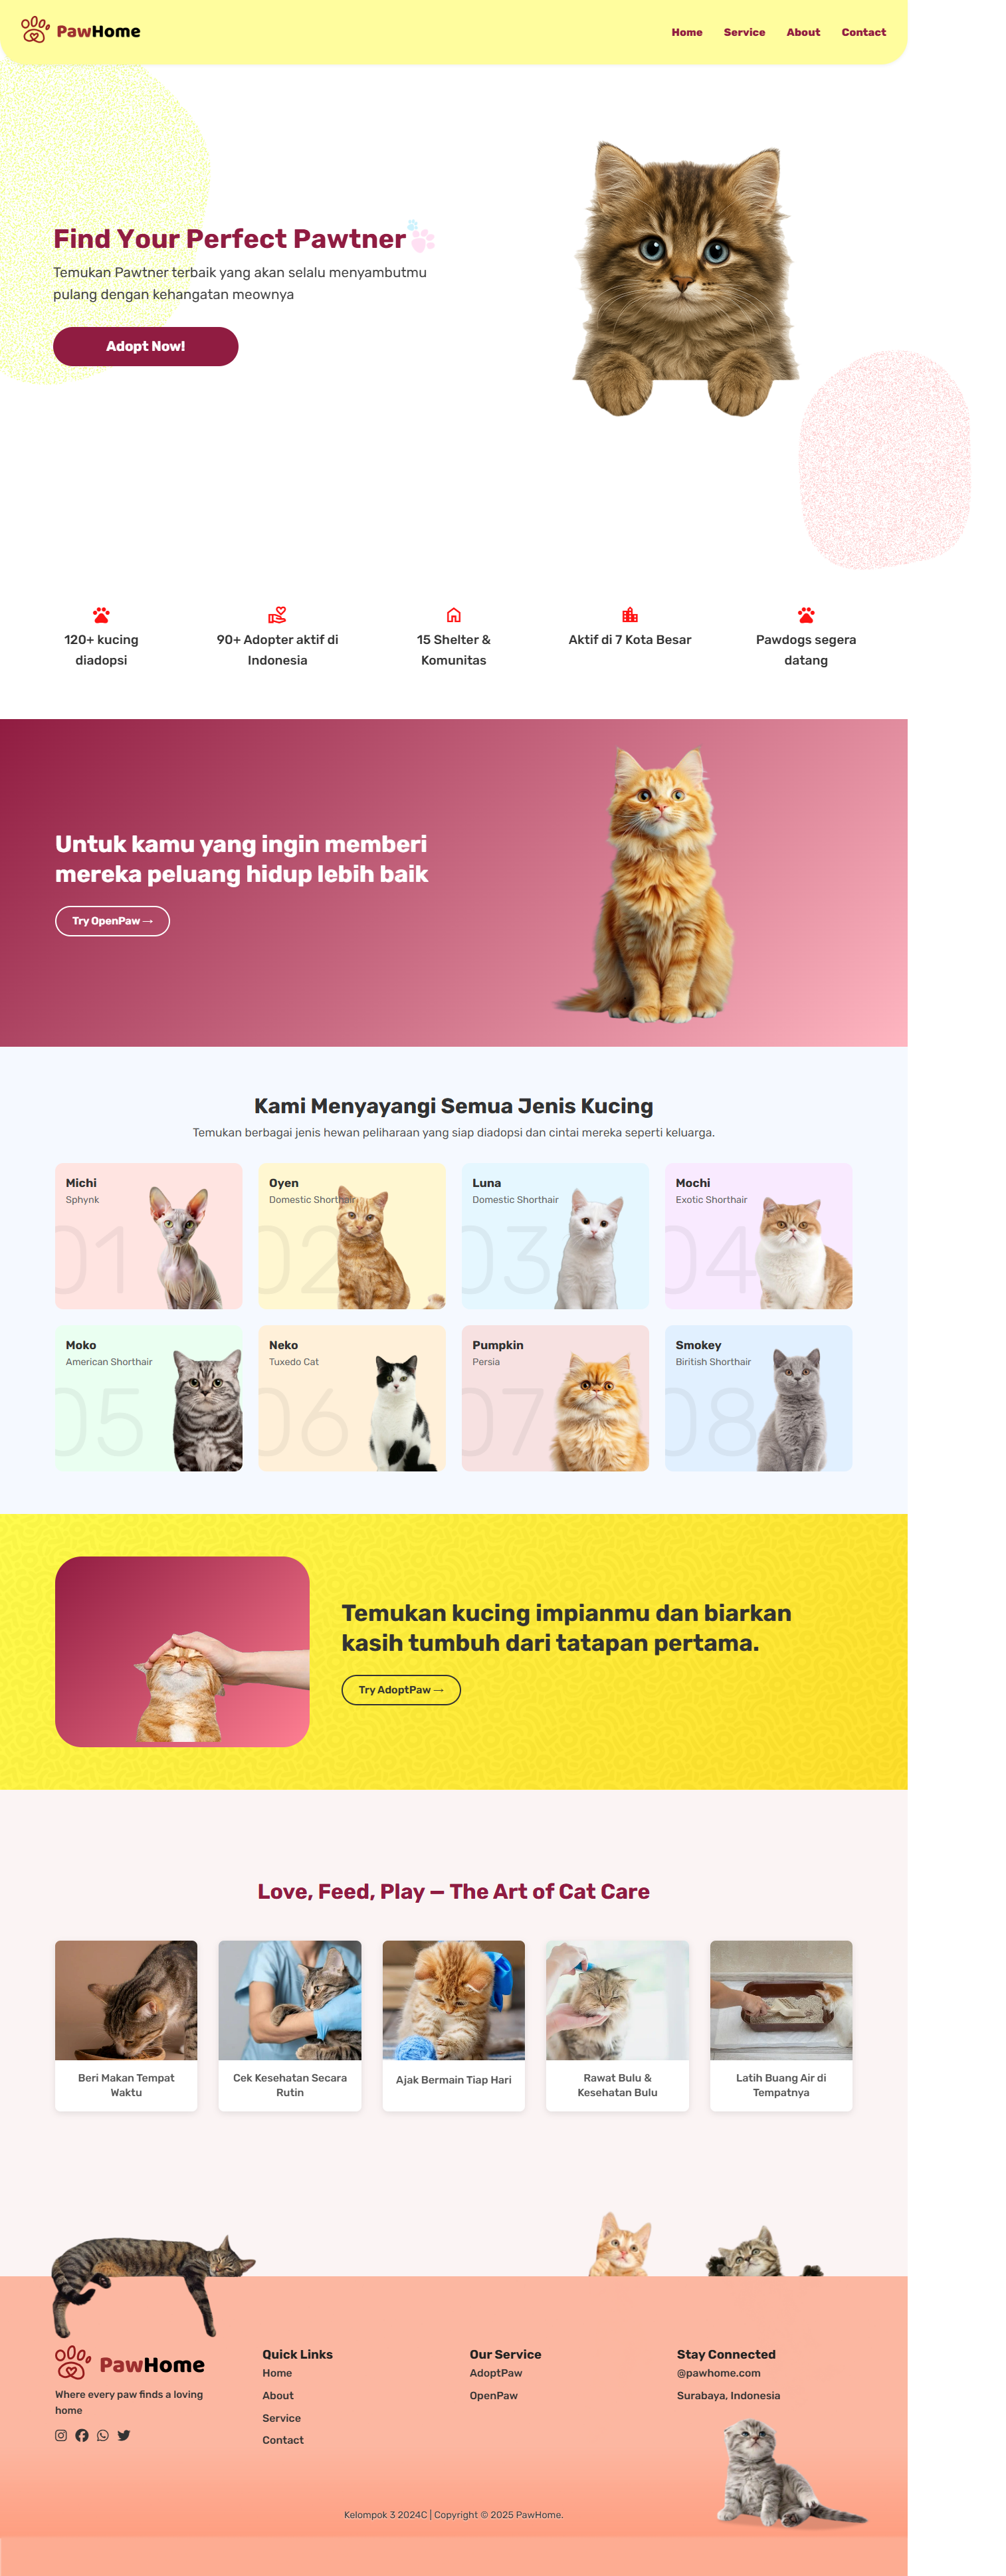 PawHome
Home Service About Contact
Find Your Perfect Pawtner
Temukan Pawtner terbaik yang akan selalu menyambutmu
pulang dengan kehangatan meownya
Adopt Now!
120+ kucing
diadopsi
90+ Adopter aktif di
Indonesia
15 Shelter &
Komunitas
Aktif di 7 Kota Besar
Pawdogs segera
datang
Untuk kamu yang ingin memberi
mereka peluang hidup lebih baik
Try OpenPaw →
Kami Menyayangi Semua Jenis Kucing
Temukan berbagai jenis hewan peliharaan yang siap diadopsi dan cintai mereka seperti keluarga.
Michi
Sphynk
01
Oyen
Domestic Shorthair
02
Luna
Domestic Shorthair
03
Mochi
Exotic Shorthair
04
Moko
American Shorthair
05
Neko
Tuxedo Cat
06
Pumpkin
Persia
07
Smokey
Biritish Shorthair
08
Temukan kucing impianmu dan biarkan
kasih tumbuh dari tatapan pertama.
Try AdoptPaw →
Love, Feed, Play — The Art of Cat Care
Beri Makan Tempat
Waktu
Cek Kesehatan Secara
Rutin
Ajak Bermain Tiap Hari
Rawat Bulu &
Kesehatan Bulu
Latih Buang Air di
Tempatnya
PawHome
Where every paw finds a loving
home
Quick Links
Home
About
Service
Contact
Our Service
AdoptPaw
OpenPaw
Stay Connected
@pawhome.com
Surabaya, Indonesia
Kelompok 3 2024C | Copyright © 2025 PawHome.